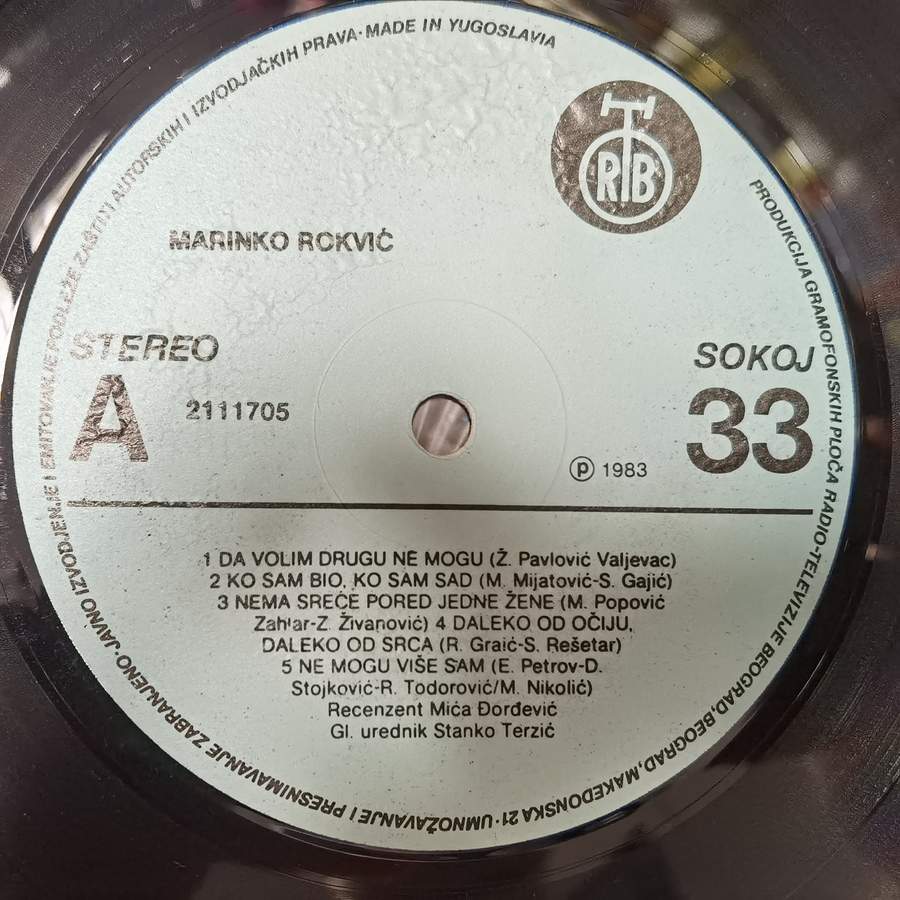 PRODUKCIJA GRAMOFONSKIH PLOČA RADIO-TELEVIZIJE BEOGRAD, BEOGRAD, MAKEDONSKA 21 · UMNOŽAVANJE I PRESNIMAVANJE ZABRANJENO · JAVNO IZVODJENJE I EMITOVANJE PODLEŽE ZAŠTITI AUTORSKIH I IZVODJAČKIH PRAVA · MADE IN YUGOSLAVIA
RTB
MARINKO ROKVIĆ
STEREO
SOKOJ
A
2111705
33
℗ 1983
1 DA VOLIM DRUGU NE MOGU (Ž. Pavlović Valjevac)
2 KO SAM BIO, KO SAM SAD (M. Mijatović-S. Gajić)
3 NEMA SREĆE PORED JEDNE ŽENE (M. Popović
Zahar-Z. Živanović) 4 DALEKO OD OČIJU,
DALEKO OD SRCA (R. Graić-S. Rešetar)
5 NE MOGU VIŠE SAM (E. Petrov-D.
Stojković-R. Todorović/M. Nikolić)
Recenzent Mića Đorđević
Gl. urednik Stanko Terzić